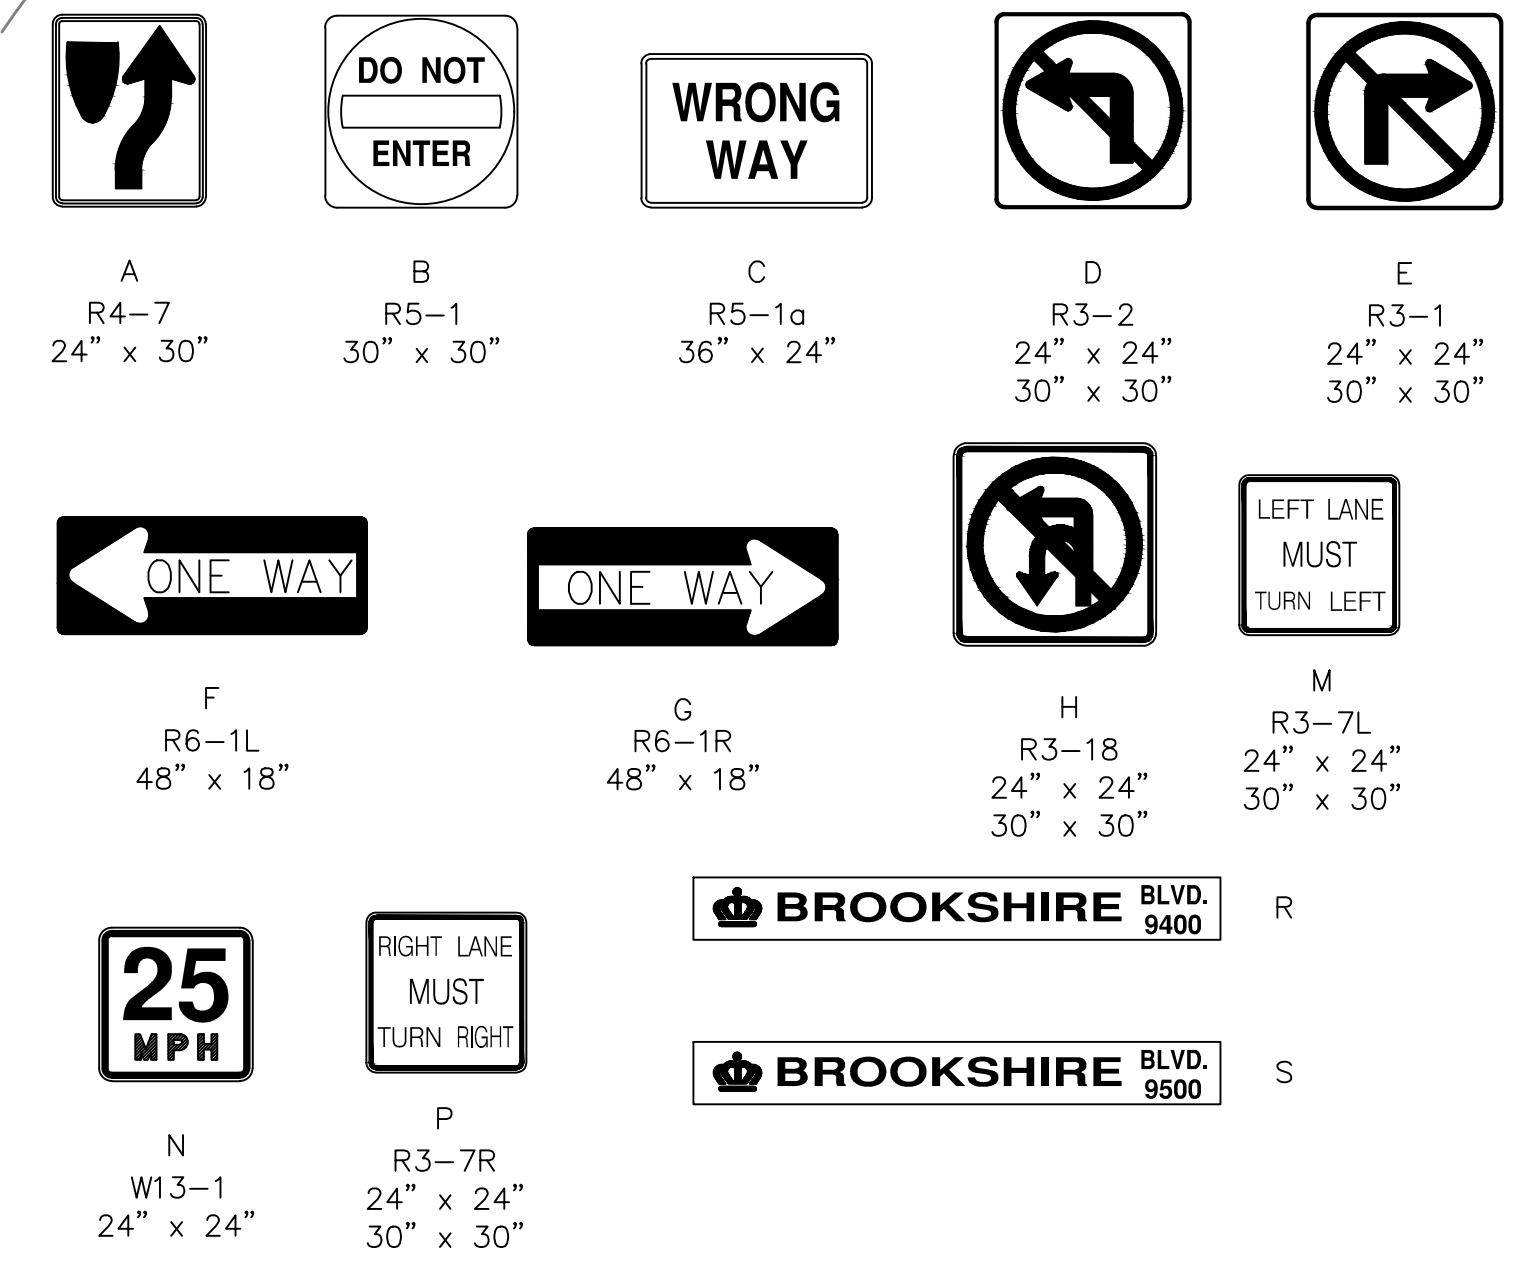 DO NOT
ENTER
WRONG
WAY
A
R4-7
24" x 30"
B
R5-1
30" x 30"
C
R5-1a
36" x 24"
D
R3-2
24" x 24"
30" x 30"
E
R3-1
24" x 24"
30" x 30"
ONE WAY
F
R6-1L
48" x 18"
ONE WAY
G
R6-1R
48" x 18"
H
R3-18
24" x 24"
30" x 30"
LEFT LANE
MUST
TURN LEFT
M
R3-7L
24" x 24"
30" x 30"
25
MPH
N
W13-1
24" x 24"
RIGHT LANE
MUST
TURN RIGHT
P
R3-7R
24" x 24"
30" x 30"
BROOKSHIRE BLVD.
9400
R
BROOKSHIRE BLVD.
9500
S